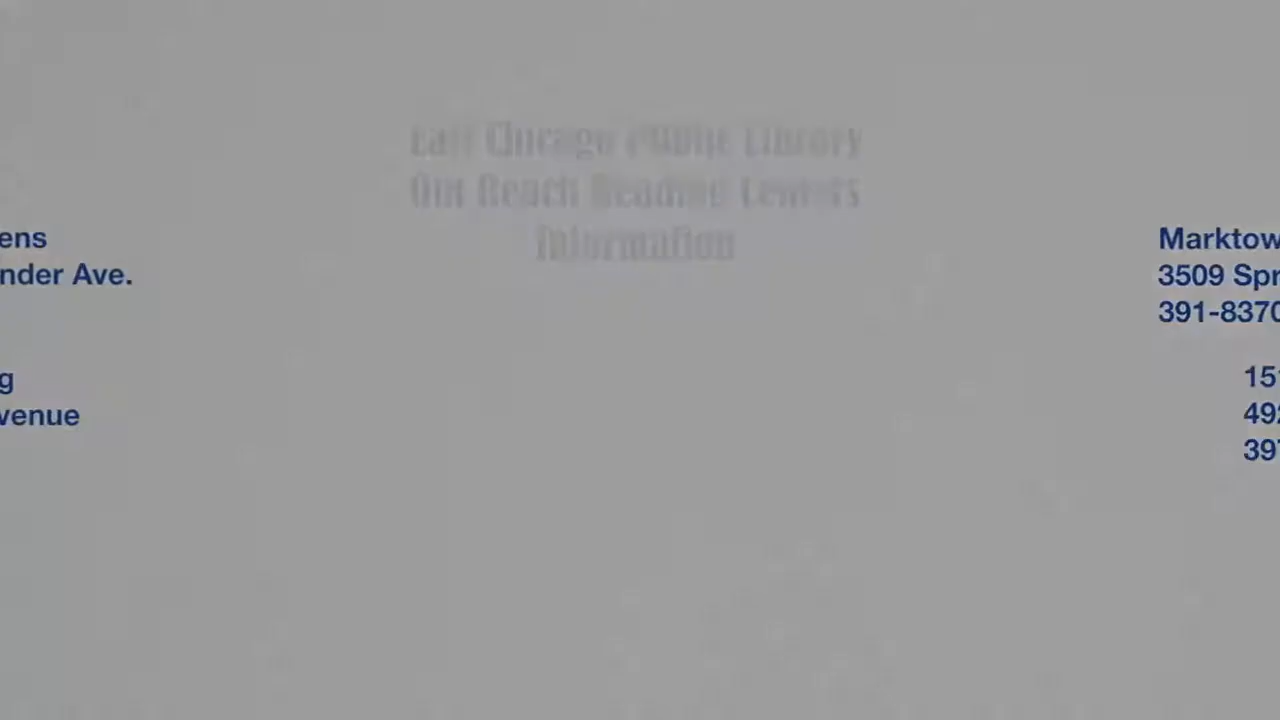 East Chicago Public Library
Out Reach Reading Centers
Information
ens
nder Ave.
g
venue
Marktow
3509 Spr
391-8370
15
49
39